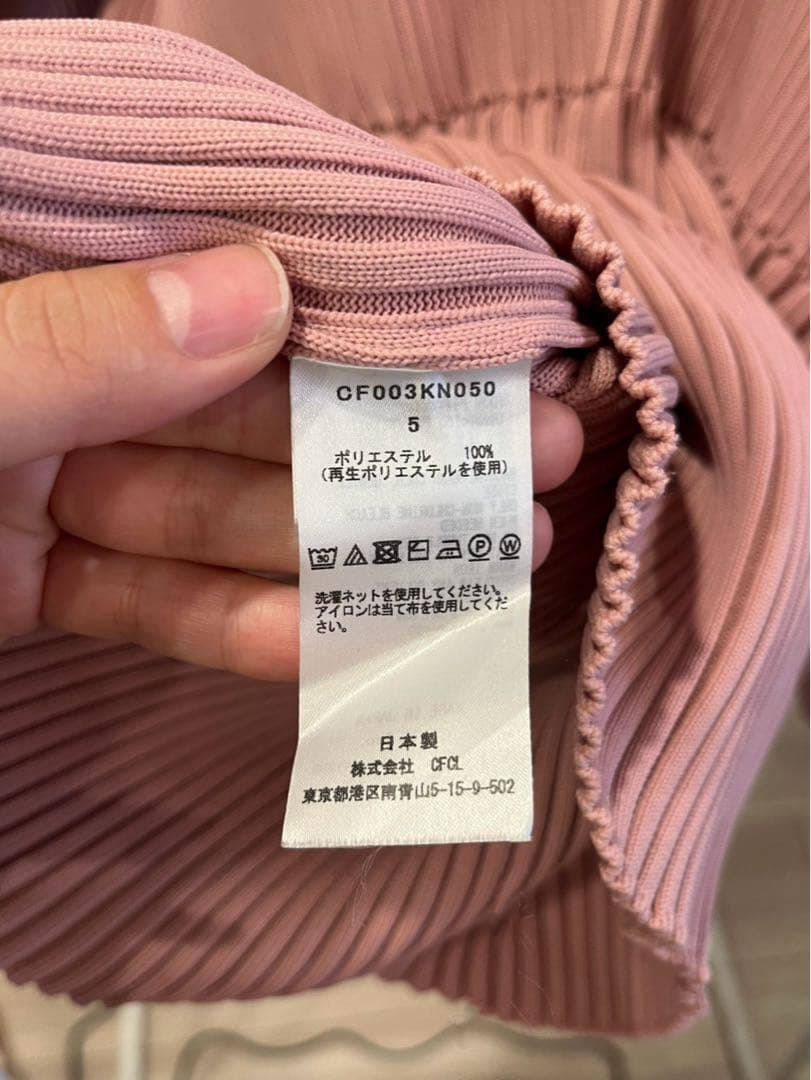 CF003KN050
5
ポリエステル 100%
(再生ポリエステルを使用)
30 P W
洗濯ネットを使用してください。
アイロンは当て布を使用してくだ
さい。
日本製
株式会社 CFCL
東京都港区南青山5-15-9-502